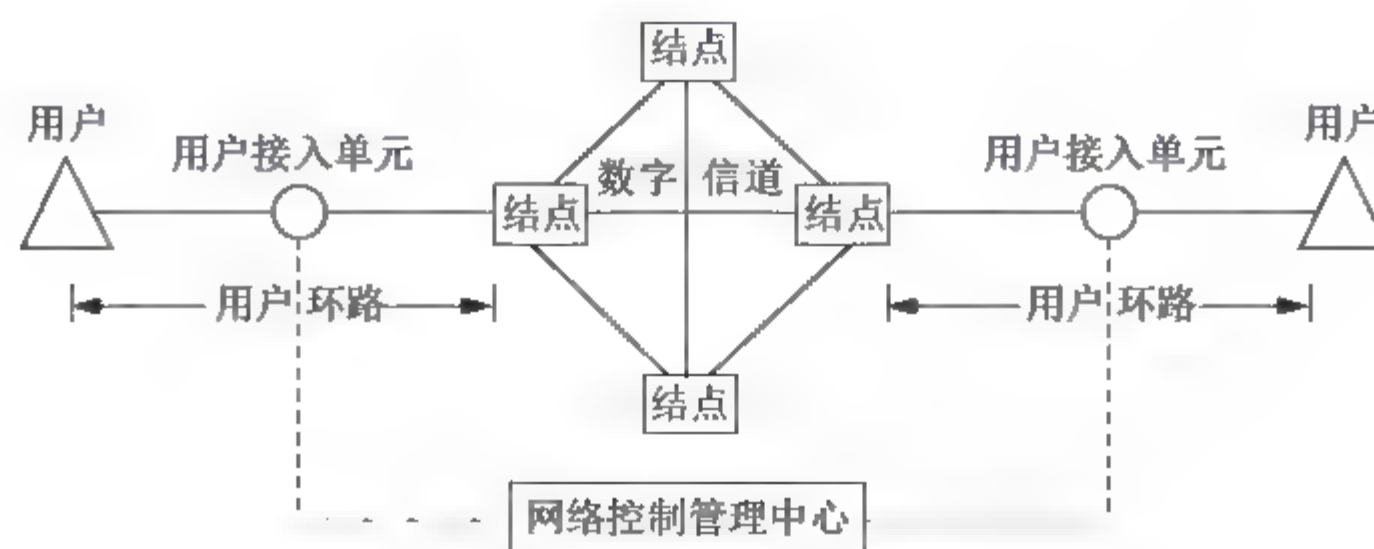 结点
用户
用户接入单元
数字 信道
用户接入单元
用户
结点
结点
用户环路
用户环路
结点
网络控制管理中心